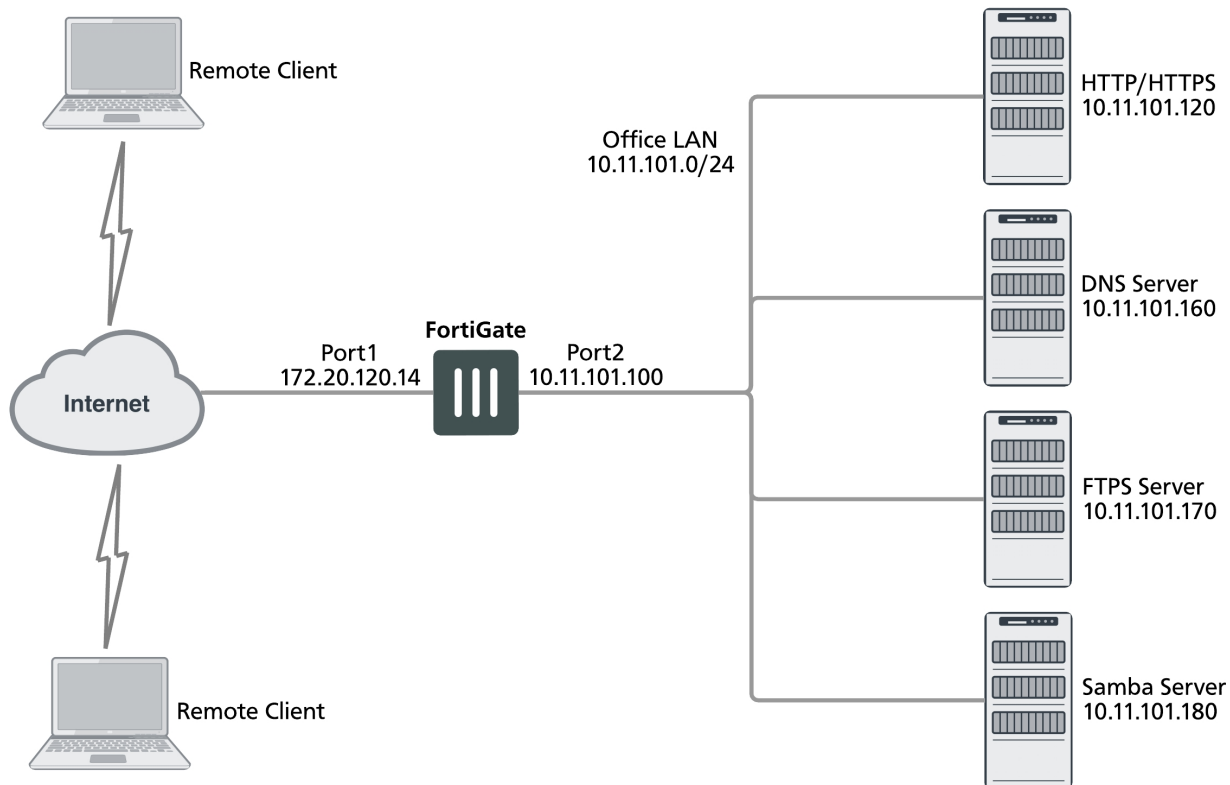 Remote Client
HTTP/HTTPS
10.11.101.120
Office LAN
10.11.101.0/24
DNS Server
10.11.101.160
FortiGate
Port1
172.20.120.14
Port2
10.11.101.100
Internet
FTPS Server
10.11.101.170
Samba Server
10.11.101.180
Remote Client